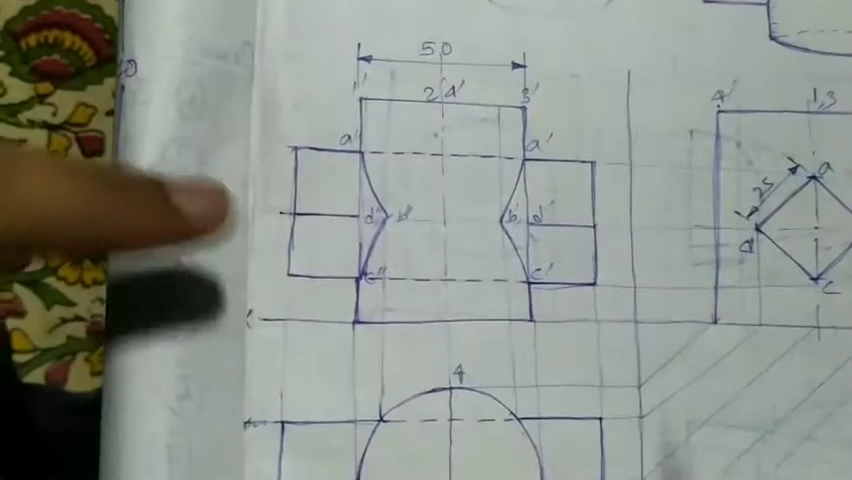 50
1' 2'4' 3'
4' 1,3
a' a'
a
25
d" b" b' d'
d
c" c'
c
4